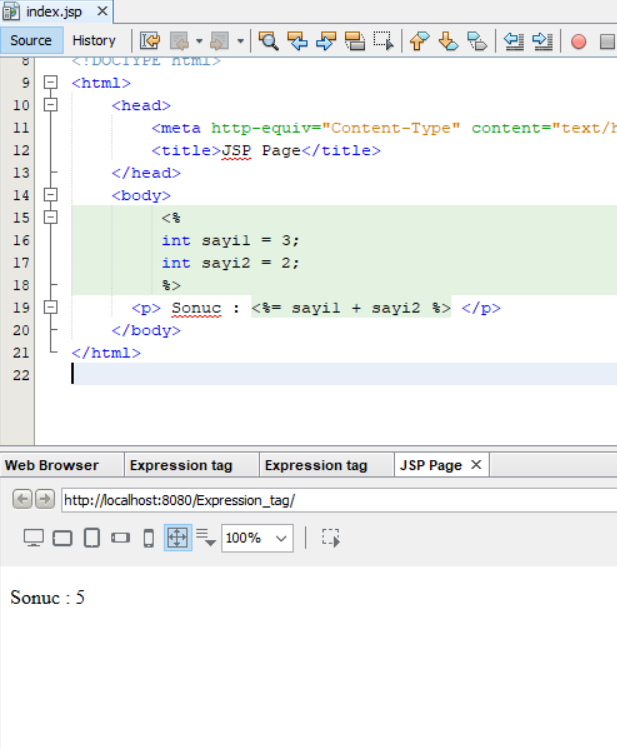 index.jsp
Source History
8 <!DOCTYPE html>
9 <html>
10 <head>
11 <meta http-equiv="Content-Type" content="text/h
12 <title>JSP Page</title>
13 </head>
14 <body>
15 <%
16 int sayi1 = 3;
17 int sayi2 = 2;
18 %>
19 <p> Sonuc : <%= sayi1 + sayi2 %> </p>
20 </body>
21 </html>
22
Web Browser Expression tag Expression tag JSP Page
http://localhost:8080/Expression_tag/
100%
Sonuc : 5